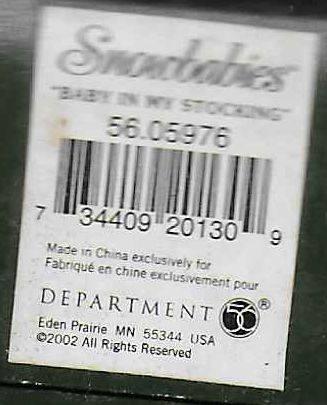 Snowbabies
"BABY IN MY STOCKING"
56.05976
7 34409 20130 9
Made in China exclusively for
Fabriqué en chine exclusivement pour
DEPARTMENT 56®
Eden Prairie MN 55344 USA
©2002 All Rights Reserved